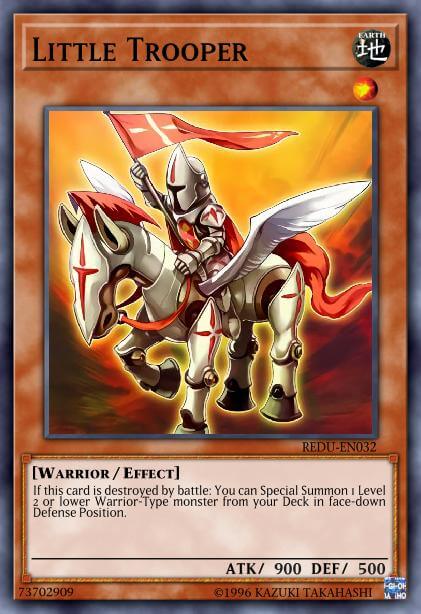 LITTLE TROOPER
EARTH
地
REDU-EN032
[WARRIOR / EFFECT]
If this card is destroyed by battle: You can Special Summon 1 Level
2 or lower Warrior-Type monster from your Deck in face-down
Defense Position.
ATK/ 900 DEF/ 500
73702909
©1996 KAZUKI TAKAHASHI